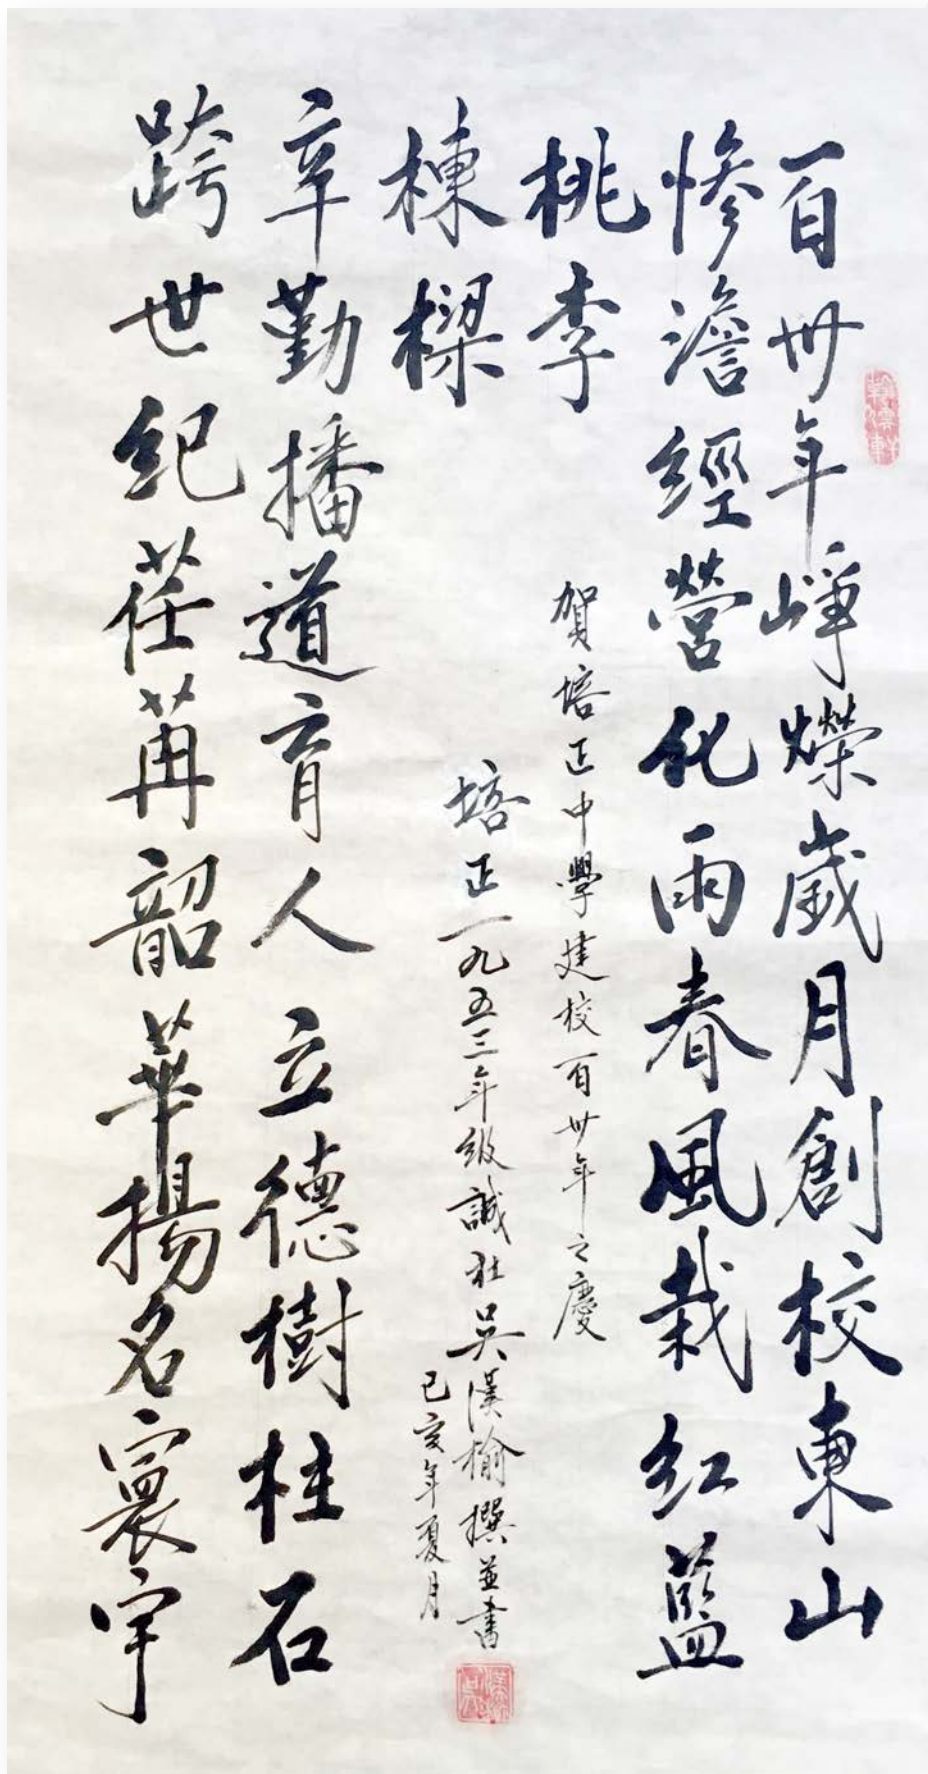 百卅年崢嶸歲月創校東山
慘澹經營化雨春風栽紅藍
桃李
跨世紀荏苒韶華揚名寰宇
辛勤播道育人立德樹柱石
棟樑
賀培正中學建校百卅年之慶
培正一九五三年級誠社吳漢榆撰並書
己亥年夏月